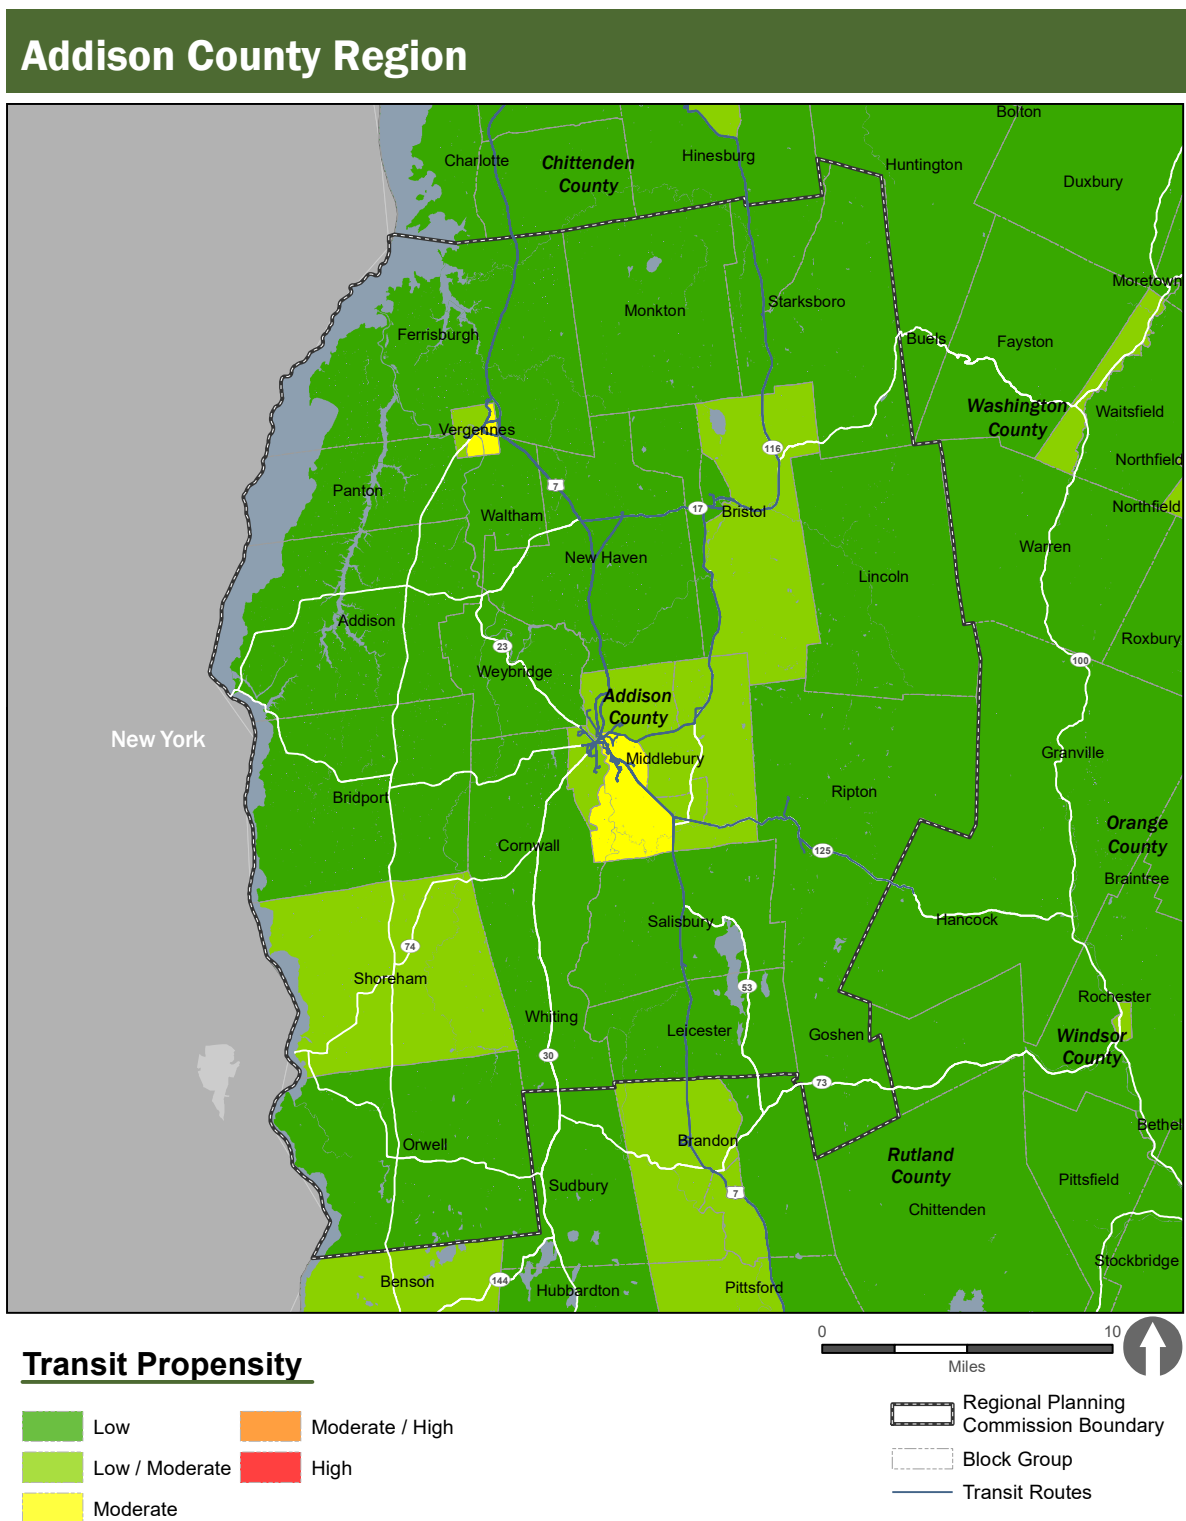 Addison County Region
Bolton
Charlotte
Chittenden
County
Hinesburg
Huntington
Duxbury
Moretown
Monkton
Starksboro
Ferrisburgh
Buels
Fayston
Washington
County
Waitsfield
Vergennes
116
Northfield
Panton
7
Waltham
17
Bristol
Northfield
New Haven
Warren
Lincoln
Addison
23
Weybridge
Roxbury
100
Addison
County
New York
Middlebury
Granville
Bridport
Ripton
Orange
County
Cornwall
125
Braintree
Salisbury
Hancock
74
Shoreham
53
Rochester
Whiting
Leicester
Goshen
Windsor
County
30
73
Bethel
Orwell
Brandon
Rutland
County
Sudbury
7
Pittsfield
Chittenden
Stockbridge
Benson
144
Hubbardton
Pittsford
0
10
Miles
Transit Propensity
Low
Low / Moderate
Moderate
Moderate / High
High
Regional Planning
Commission Boundary
Block Group
Transit Routes